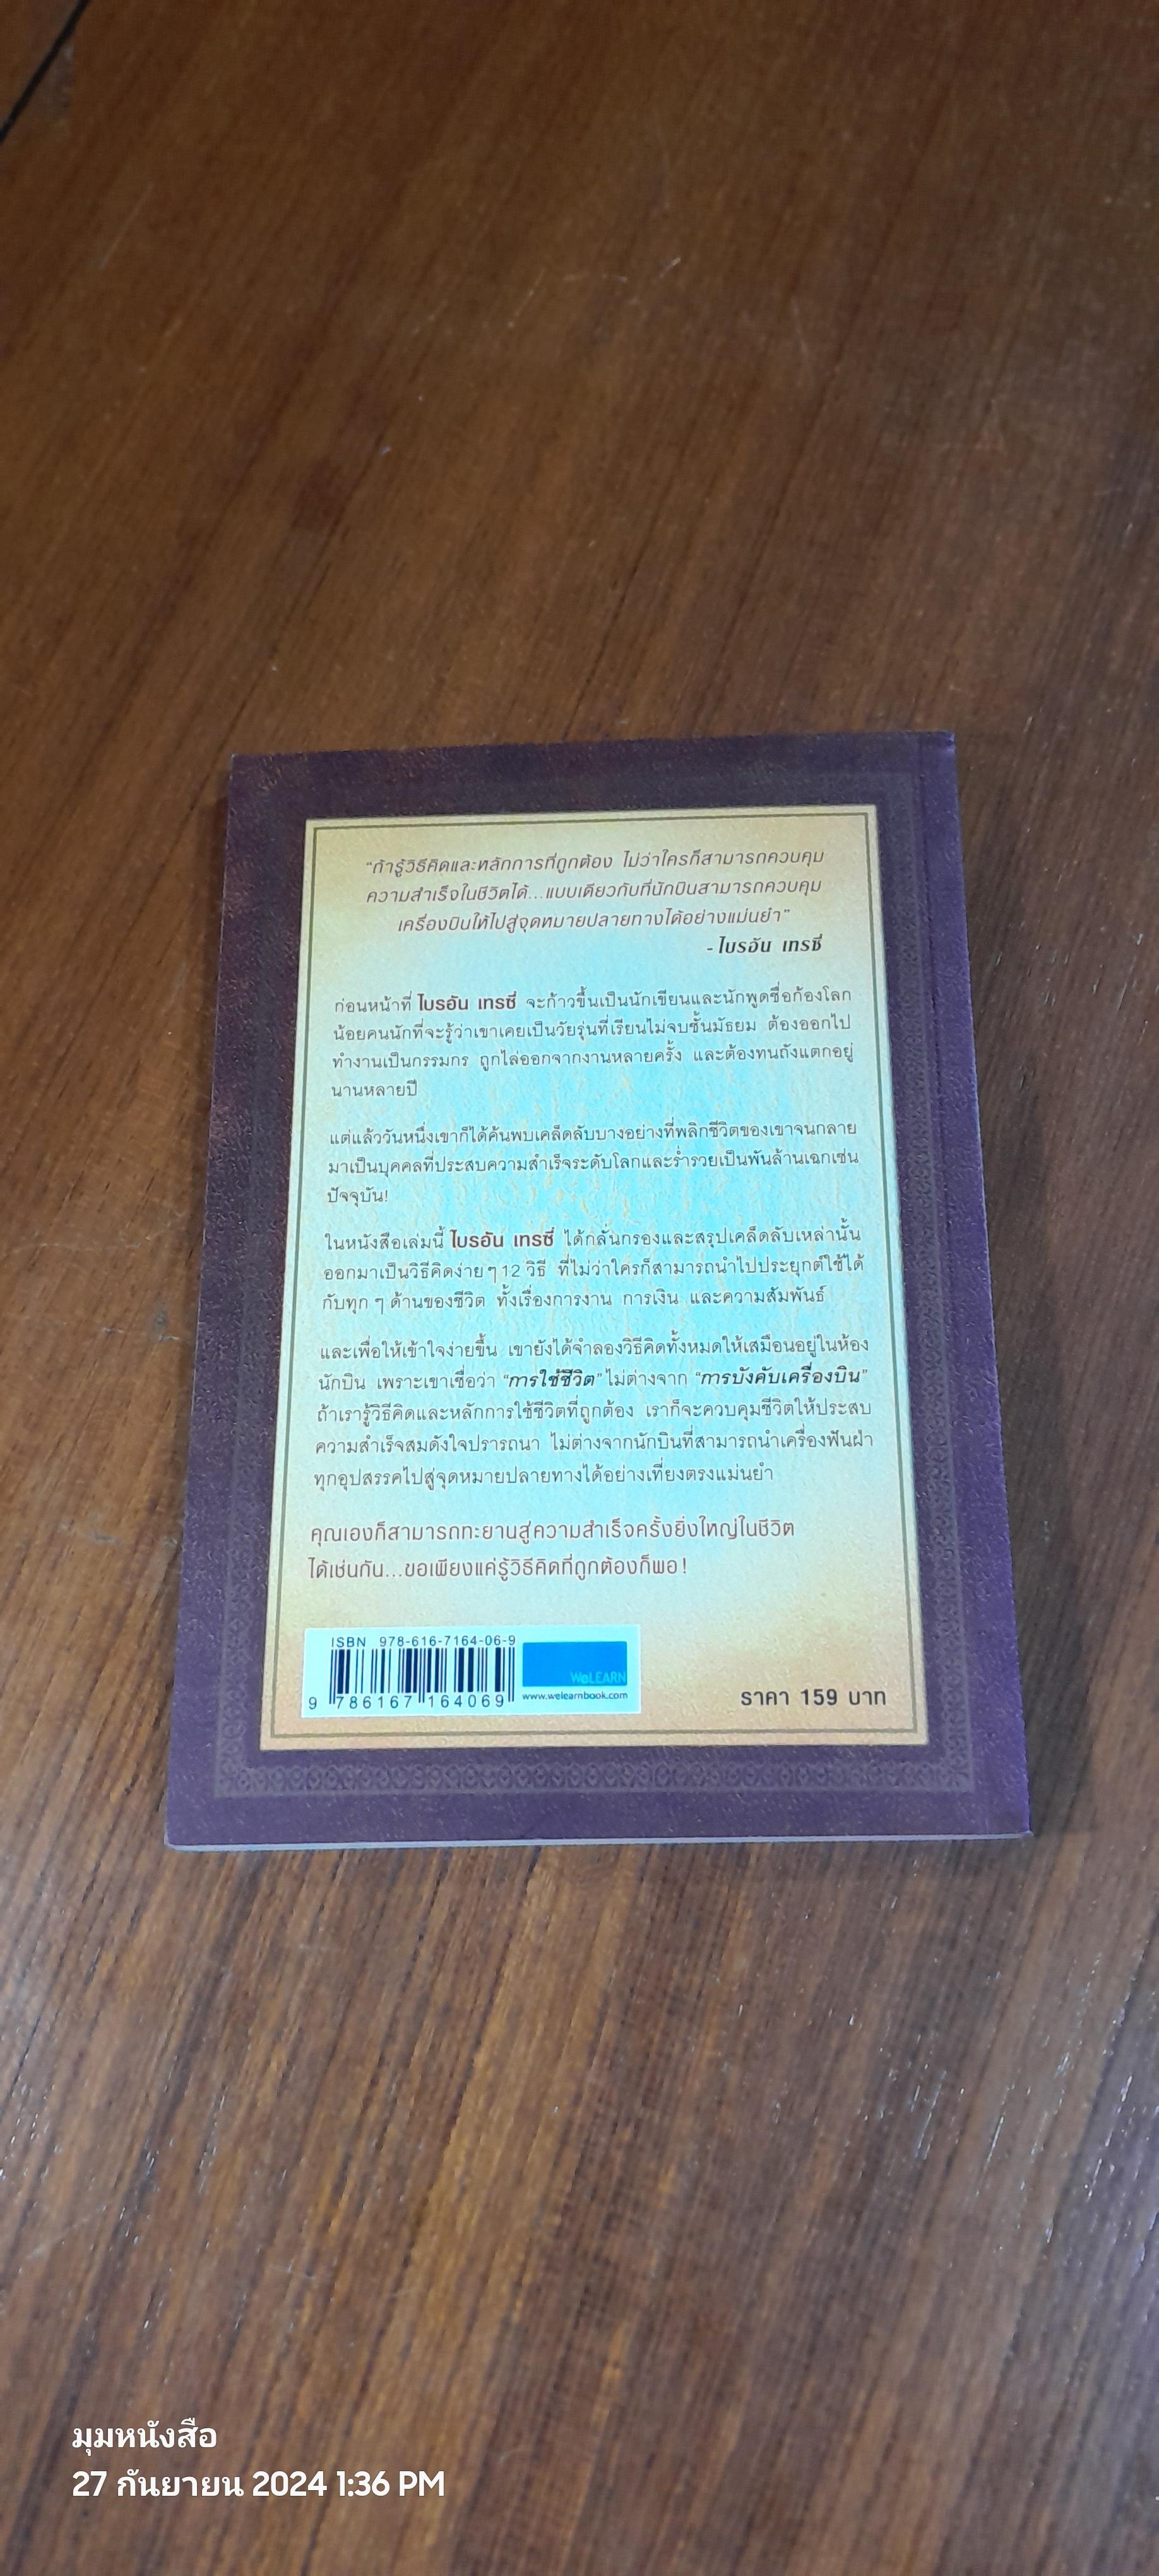 “ถ้ารู้วิธีคิดและหลักการที่ถูกต้อง ไม่ว่าใครก็สามารถควบคุม
ความสำเร็จในชีวิตได้...แบบเดียวกับที่นักบินสามารถควบคุม
เครื่องบินให้ไปสู่จุดหมายปลายทางได้อย่างแม่นยำ”
- ไบรอัน เทรซี่
ก่อนหน้าที่ ไบรอัน เทรซี่ จะก้าวขึ้นเป็นนักเขียนและนักพูดชื่อก้องโลก
น้อยคนนักที่จะรู้ว่าเขาเคยเป็นวัยรุ่นที่เรียนไม่จบชั้นมัธยม ต้องออกไป
ทำงานเป็นกรรมกร ถูกไล่ออกจากงานหลายครั้ง และต้องทนถังแตกอยู่
นานหลายปี
แต่แล้ววันหนึ่งเขาก็ได้ค้นพบเคล็ดลับบางอย่างที่พลิกชีวิตของเขาจนกลาย
มาเป็นบุคคลที่ประสบความสำเร็จระดับโลกและร่ำรวยเป็นพันล้านเฉกเช่น
ปัจจุบัน!
ในหนังสือเล่มนี้ ไบรอัน เทรซี่ ได้กลั่นกรองและสรุปเคล็ดลับเหล่านั้น
ออกมาเป็นวิธีคิดง่าย ๆ 12 วิธี ที่ไม่ว่าใครก็สามารถนำไปประยุกต์ใช้ได้
กับทุก ๆ ด้านของชีวิต ทั้งเรื่องการงาน การเงิน และความสัมพันธ์
และเพื่อให้เข้าใจง่ายขึ้น เขายังได้จำลองวิธีคิดทั้งหมดให้เสมือนอยู่ในห้อง
นักบิน เพราะเขาเชื่อว่า “การใช้ชีวิต” ไม่ต่างจาก “การบังคับเครื่องบิน”
ถ้าเรารู้วิธีคิดและหลักการใช้ชีวิตที่ถูกต้อง เราก็จะควบคุมชีวิตให้ประสบ
ความสำเร็จสมดังใจปรารถนา ไม่ต่างจากนักบินที่สามารถนำเครื่องฟันฝ่า
ทุกอุปสรรคไปสู่จุดหมายปลายทางได้อย่างเที่ยงตรงแม่นยำ
คุณเองก็สามารถทะยานสู่ความสำเร็จครั้งยิ่งใหญ่ในชีวิต
ได้เช่นกัน...ขอเพียงแค่รู้วิธีคิดที่ถูกต้องก็พอ!
ISBN 978-616-7164-06-9
WeLEARN
www.welearnbook.com
9 786167 164069
ราคา 159 บาท
มุมหนังสือ
27 กันยายน 2024 1:36 PM